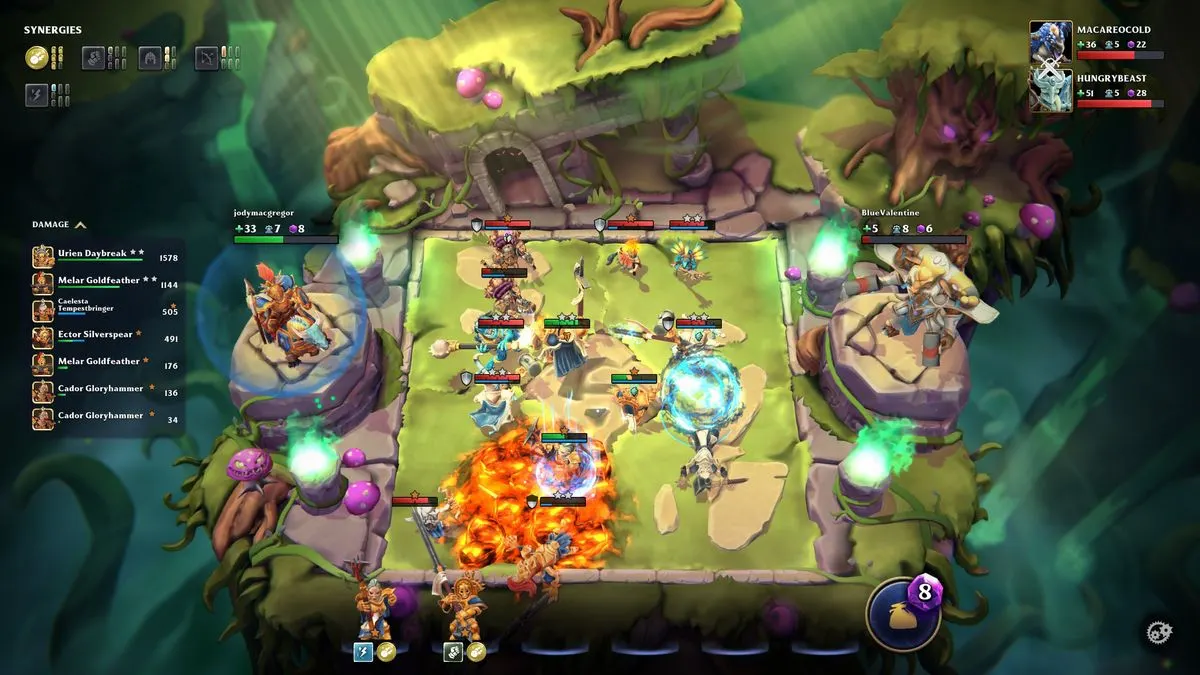 SYNERGIES
MACAREOCOLD
36 5 22
HUNGRYBEAST
51 5 28
jodymacgregor
33 7 8
BlueValentine
5 8 6
DAMAGE
Urien Daybreak 1578
Melar Goldfeather 1144
Caelesta
Tempestbringer 505
Ector Silverspear 491
Melar Goldfeather 176
Cador Gloryhammer 136
Cador Gloryhammer 34
8